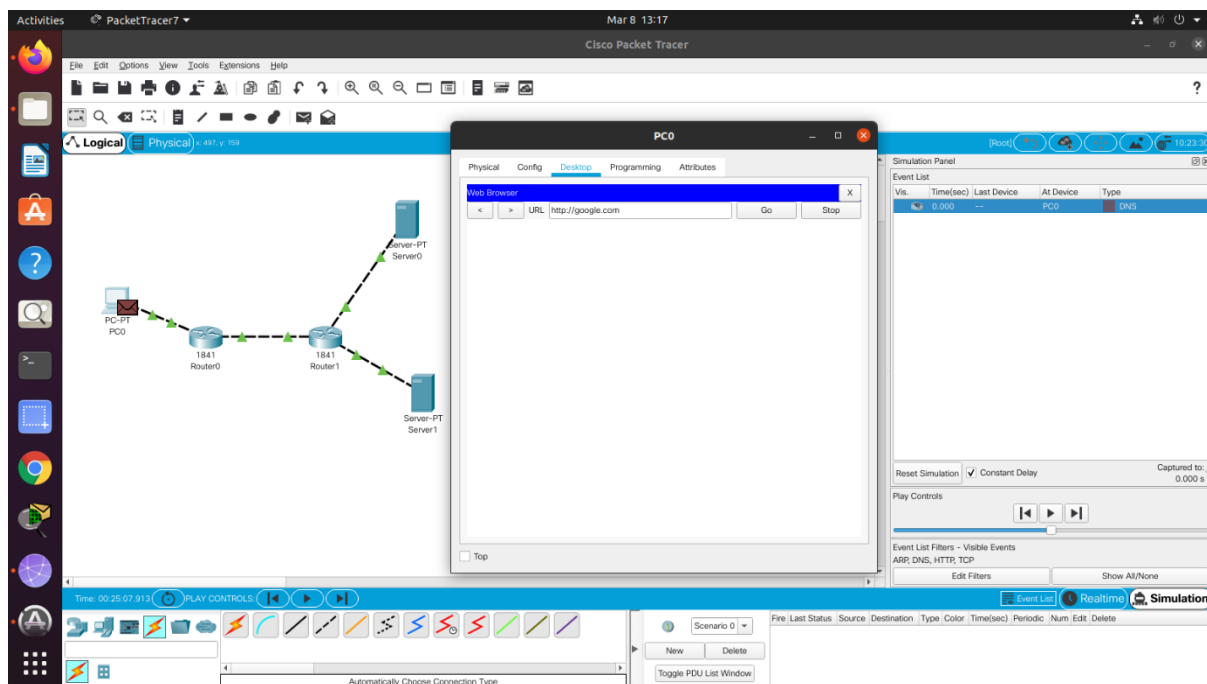 Activities PacketTracer7 Mar 8 13:17
Cisco Packet Tracer
File Edit Options View Tools Extensions Help
?
Logical Physical x: 497, y: 159
[Root] 10:23:30
PC0
Physical Config Desktop Programming Attributes
Web Browser X
< > URL http://google.com Go Stop
Top
Server-PT
Server0
PC-PT
PC0
1841
Router0
1841
Router1
Server-PT
Server1
Simulation Panel
Event List
Vis. Time(sec) Last Device At Device Type
0.000 -- PC0 DNS
Reset Simulation Constant Delay Captured to:
0.000 s
Play Controls
Event List Filters - Visible Events
ARP, DNS, HTTP, TCP
Edit Filters Show All/None
Time: 00:25:07.913 PLAY CONTROLS:
Event List Realtime Simulation
Scenario 0
New Delete
Toggle PDU List Window
Fire Last Status Source Destination Type Color Time(sec) Periodic Num Edit Delete
Automatically Choose Connection Type